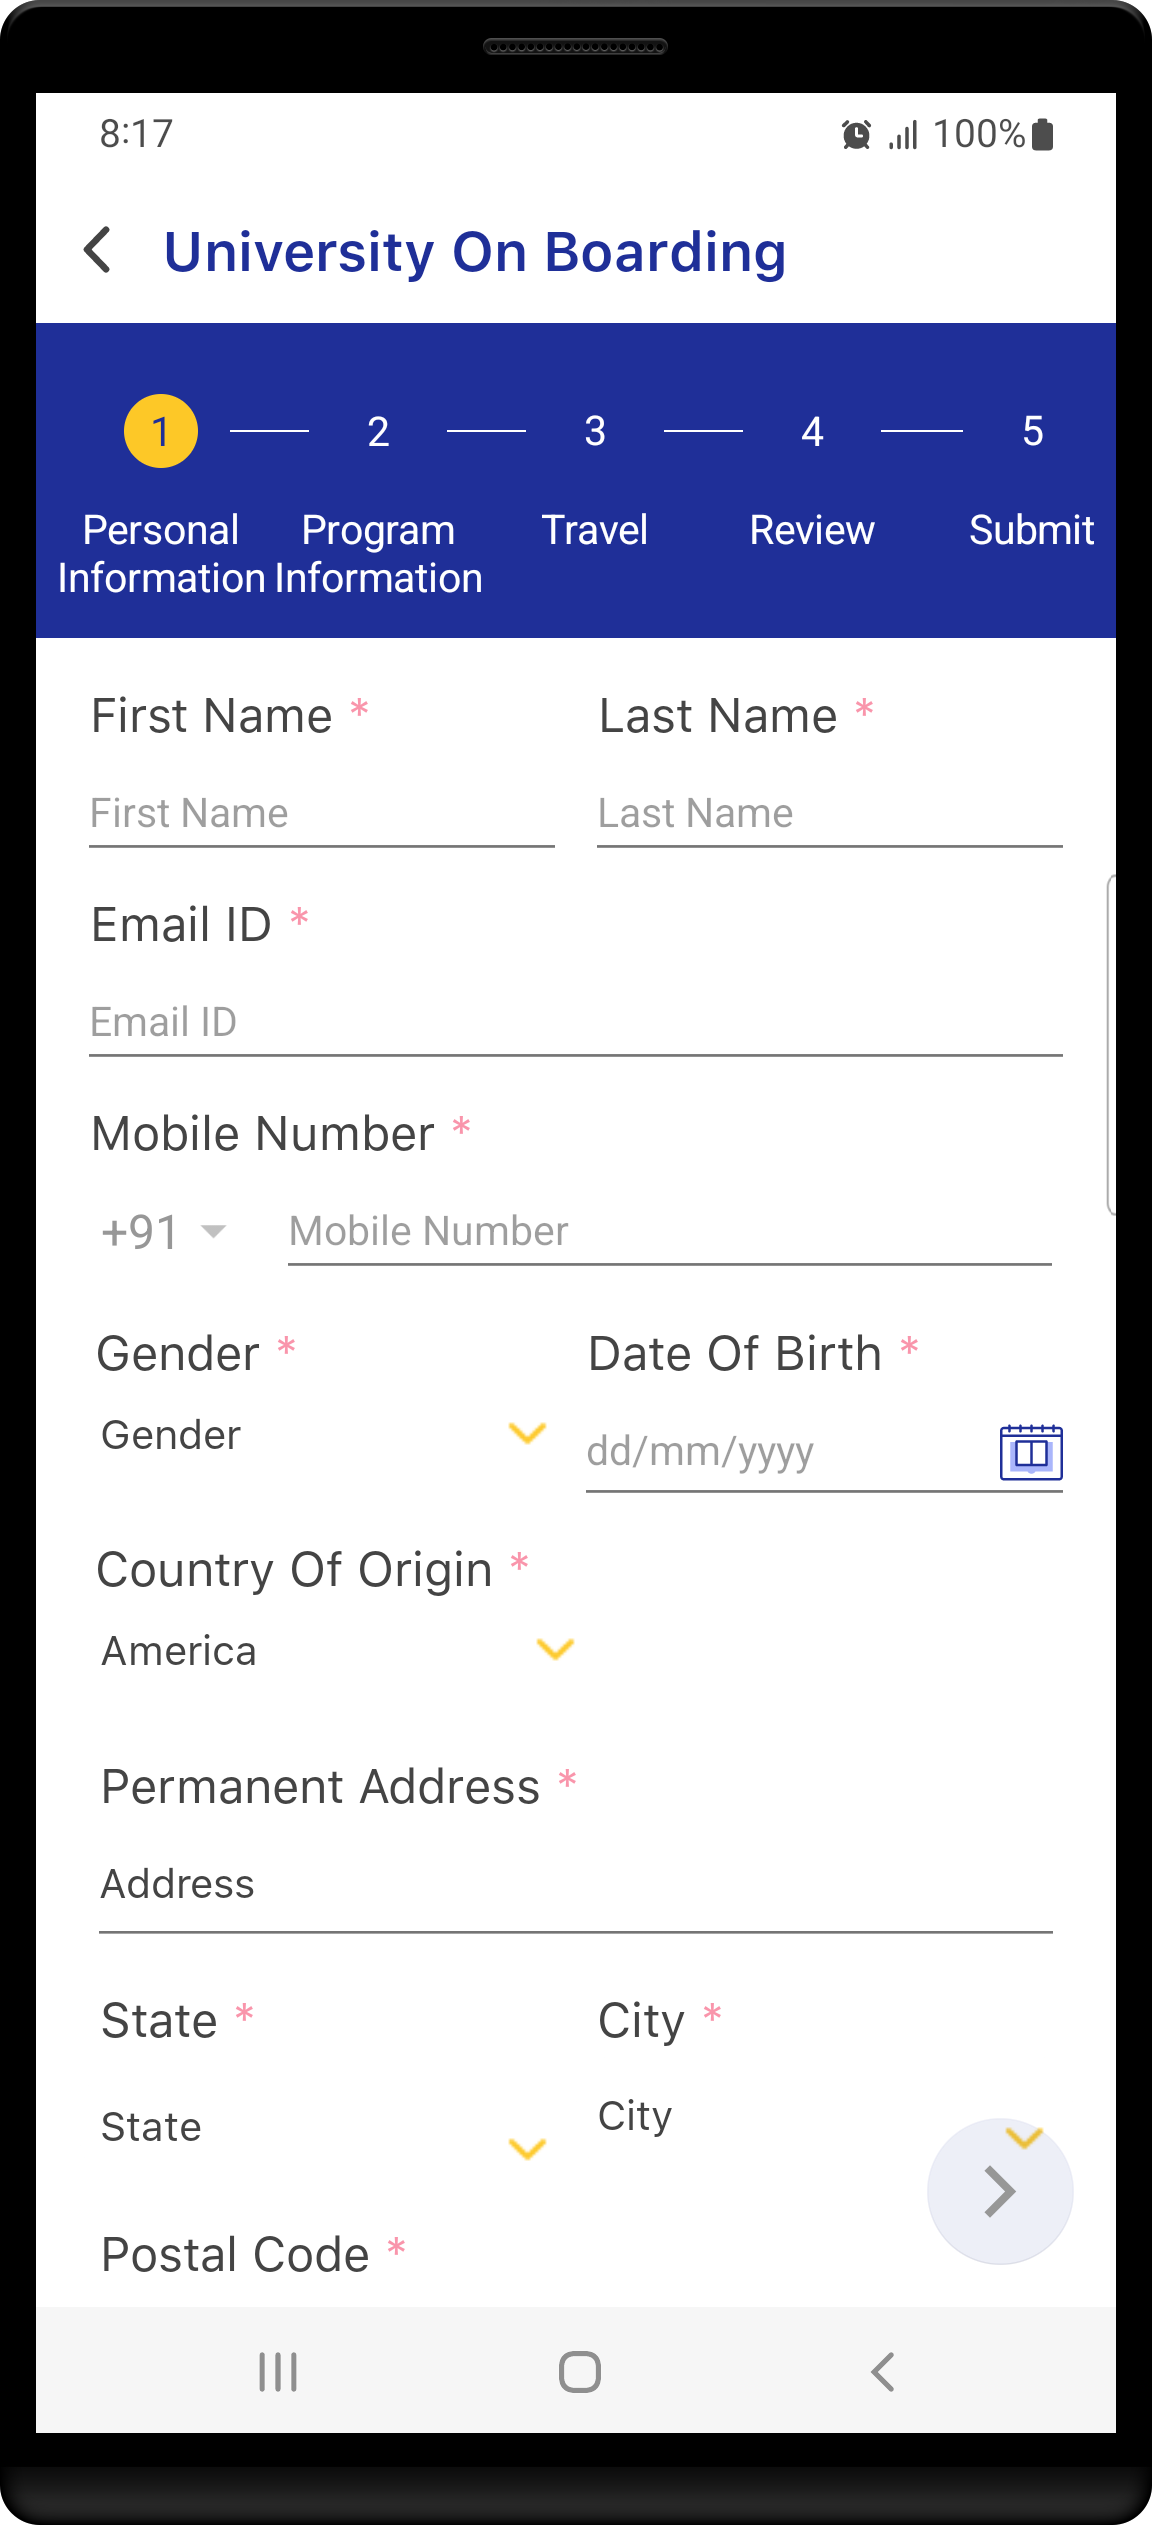 8:17 100%
University On Boarding
1 2 3 4 5
Personal Program Travel Review Submit
Information Information
First Name * Last Name *
First Name Last Name
Email ID *
Email ID
Mobile Number *
+91 Mobile Number
Gender * Date Of Birth *
Gender dd/mm/yyyy
Country Of Origin *
America
Permanent Address *
Address
State * City *
State City
Postal Code *